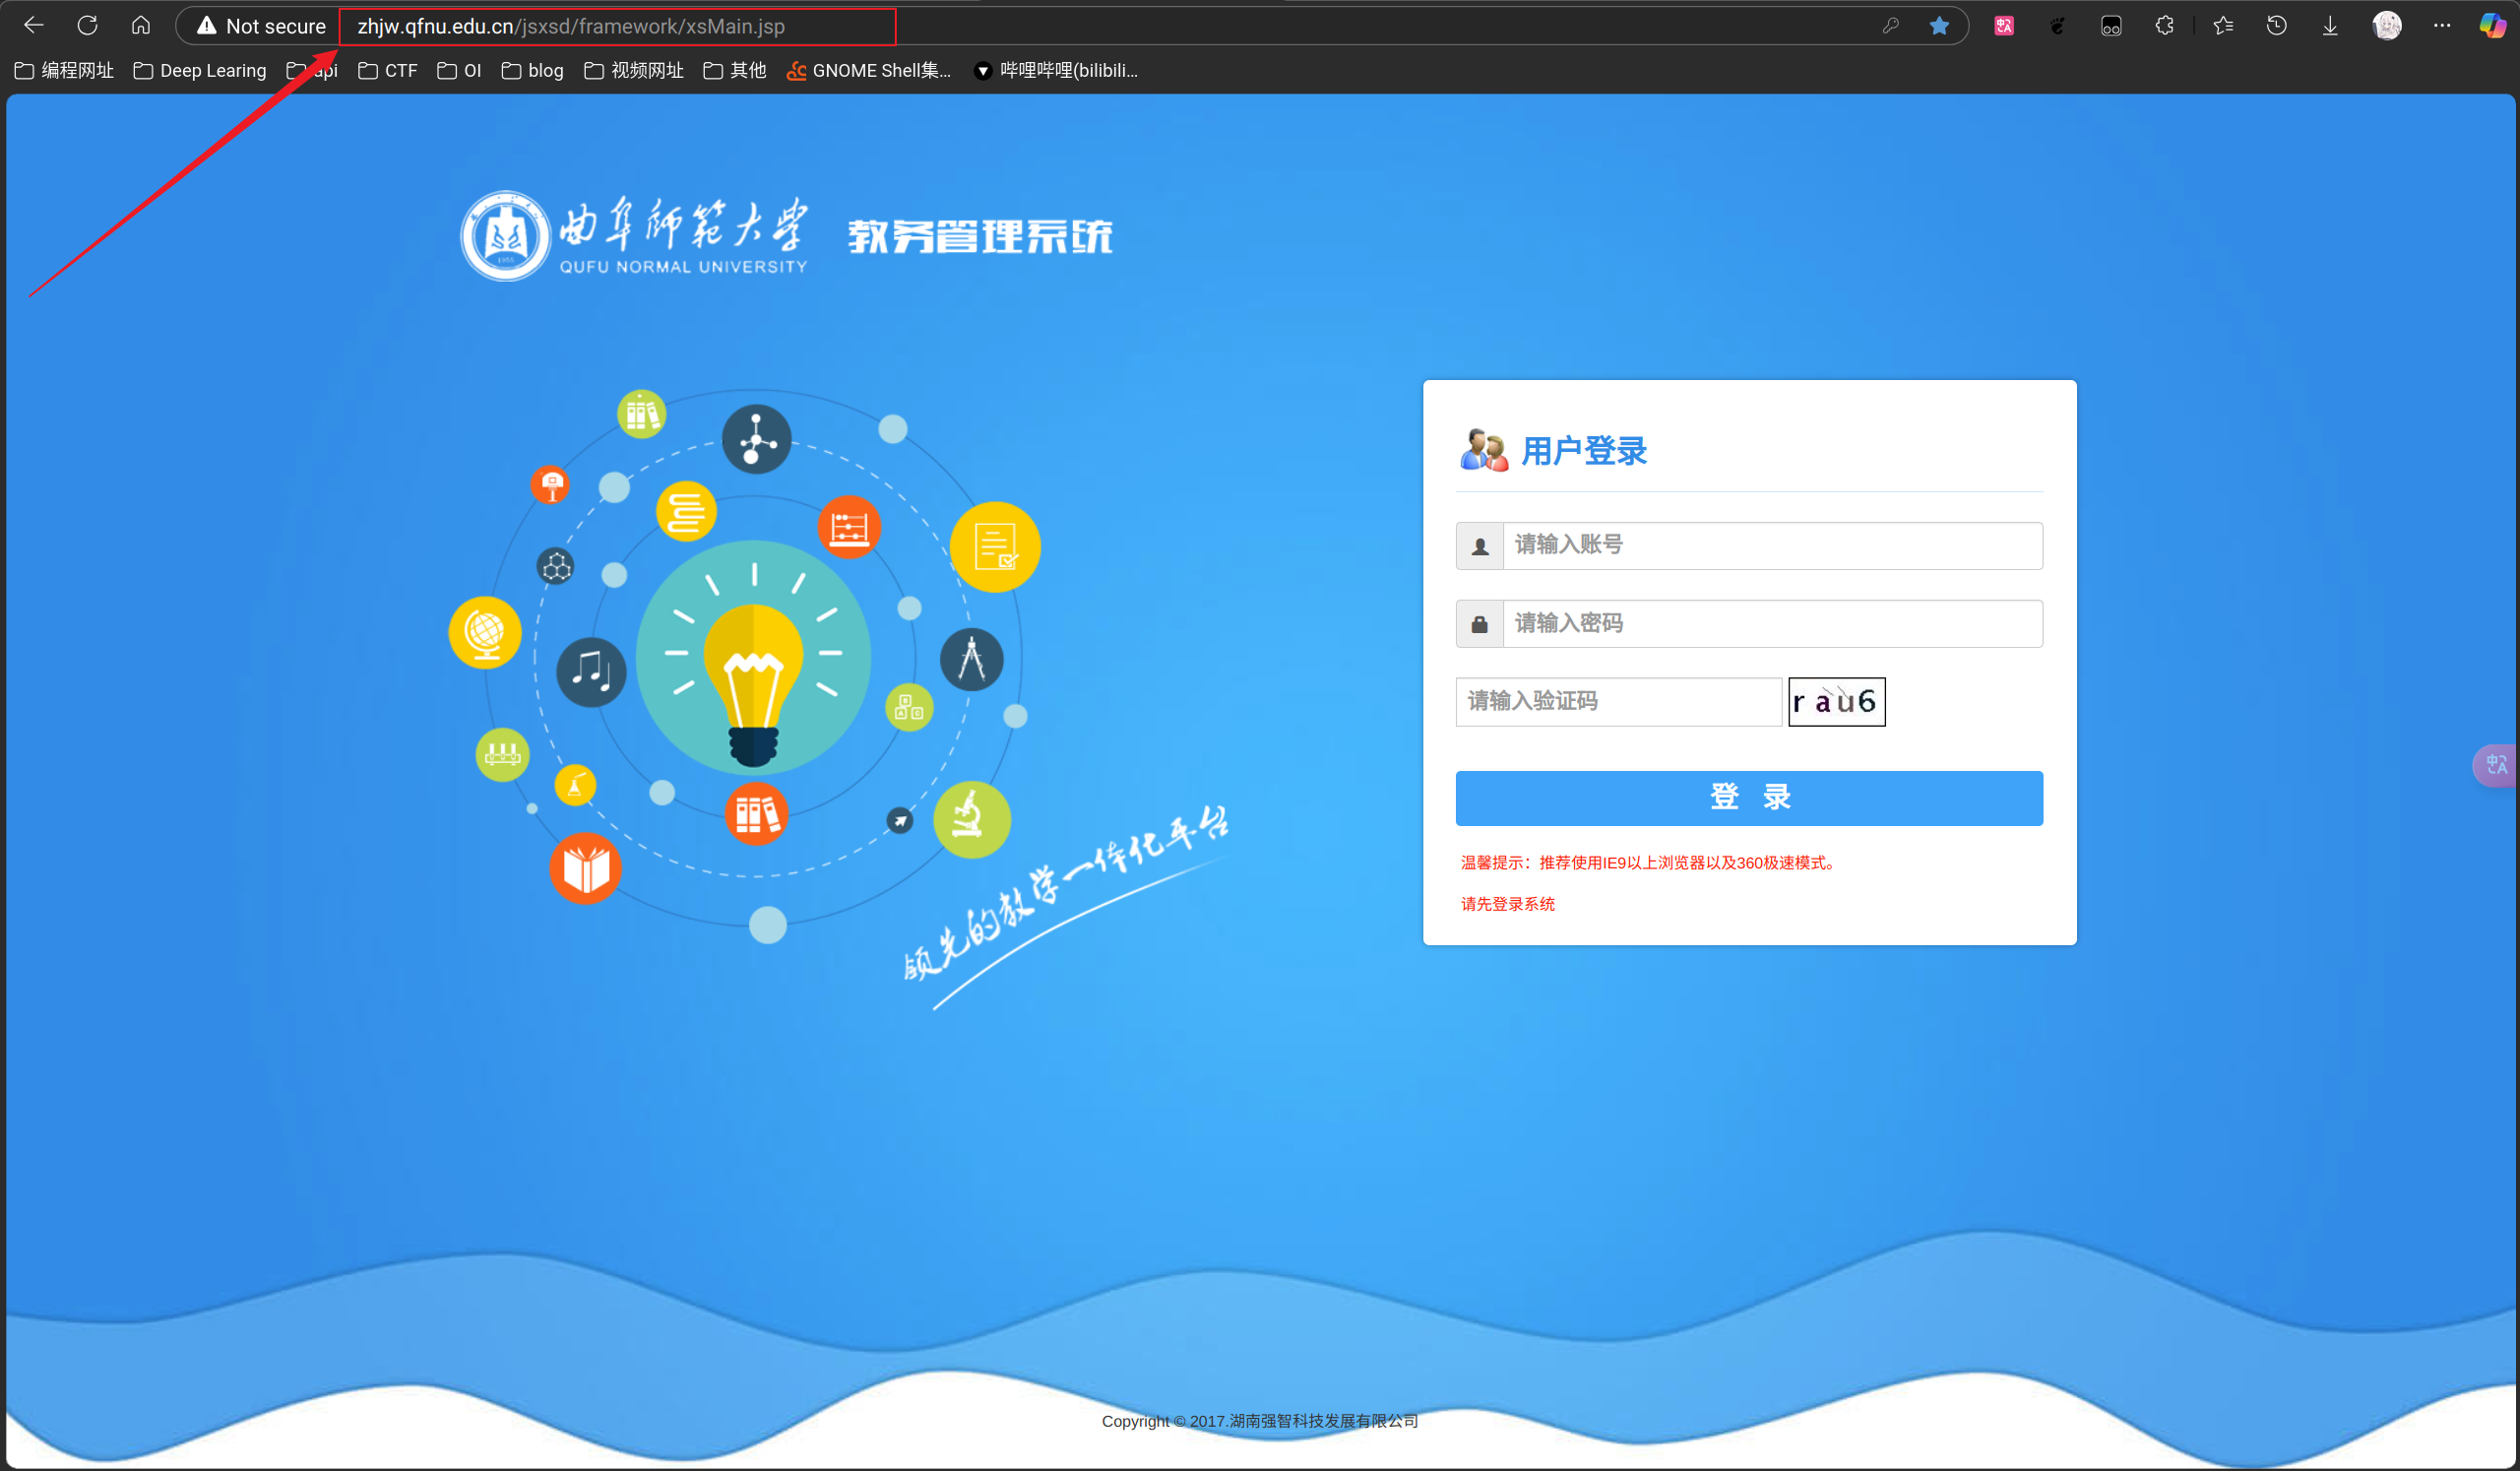 Not secure zhjw.qfnu.edu.cn/jsxsd/framework/xsMain.jsp
编程网址 Deep Learing api CTF OI blog 视频网址 其他 GNOME Shell集... 哔哩哔哩(bilibili...
曲阜师范大学 教务管理系统
QUFU NORMAL UNIVERSITY
1955
用户登录
请输入账号
请输入密码
请输入验证码 rau6
登 录
温馨提示：推荐使用IE9以上浏览器以及360极速模式。
请先登录系统
领先的教学一体化平台
Copyright © 2017.湖南强智科技发展有限公司